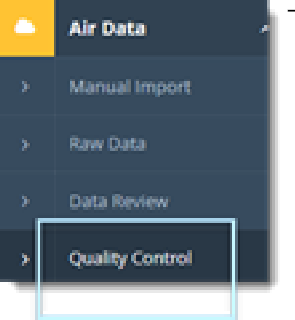 Air Data
Manual Import
Raw Data
Data Review
Quality Control